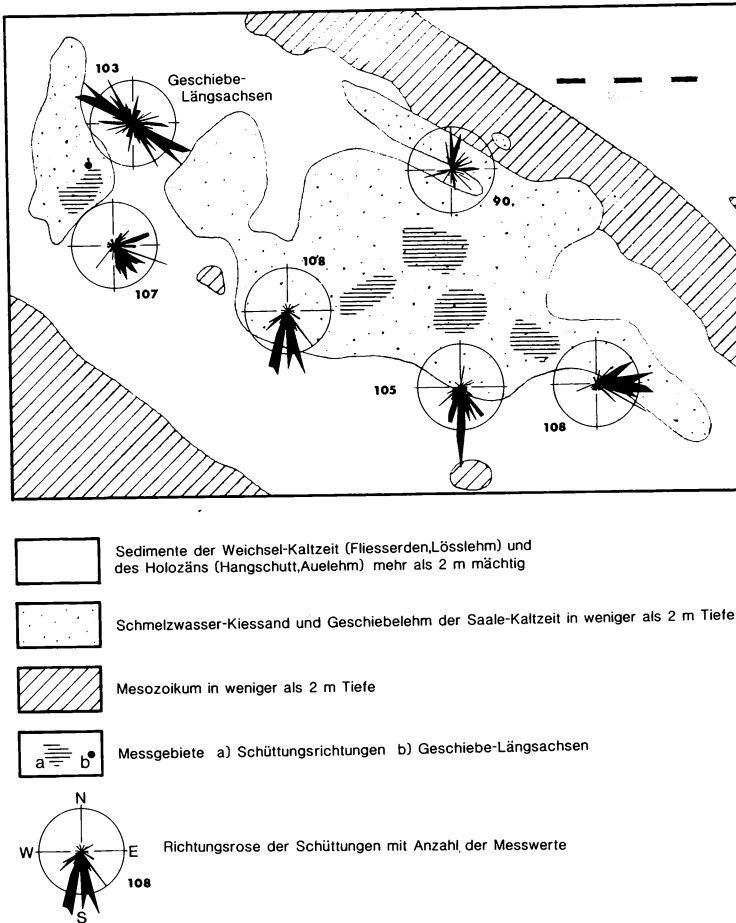 103
Geschiebe-
Längsachsen
90.
107
108
105
108
Sedimente der Weichsel-Kaltzeit (Fliesserden,Lösslehm) und
des Holozäns (Hangschutt,Auelehm) mehr als 2 m mächtig
Schmelzwasser-Kiessand und Geschiebelehm der Saale-Kaltzeit in weniger als 2 m Tiefe
Mesozoikum in weniger als 2 m Tiefe
a b Messgebiete a) Schüttungsrichtungen b) Geschiebe-Längsachsen
N
W E Richtungsrose der Schüttungen mit Anzahl der Messwerte
108
S